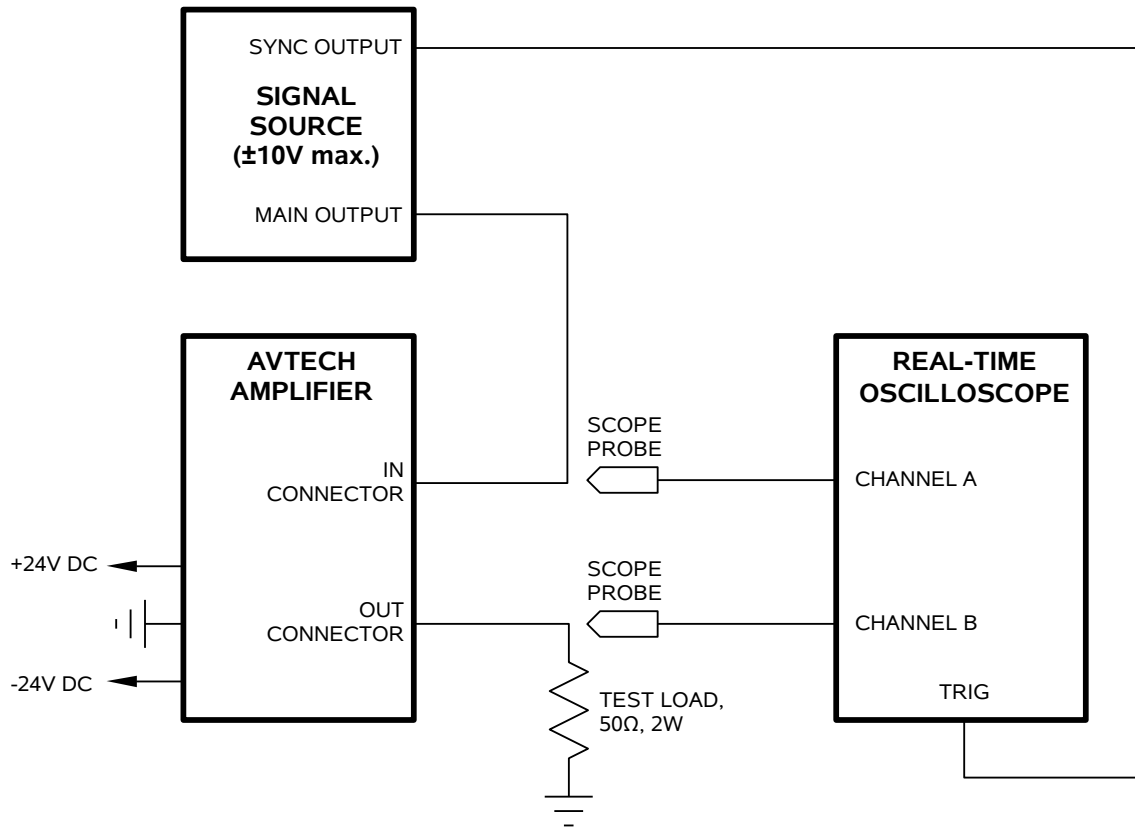 SYNC OUTPUT
SIGNAL
SOURCE
(±10V max.)
MAIN OUTPUT
AVTECH
AMPLIFIER
IN
CONNECTOR
+24V DC
OUT
CONNECTOR
-24V DC
SCOPE
PROBE
SCOPE
PROBE
TEST LOAD,
50Ω, 2W
REAL-TIME
OSCILLOSCOPE
CHANNEL A
CHANNEL B
TRIG